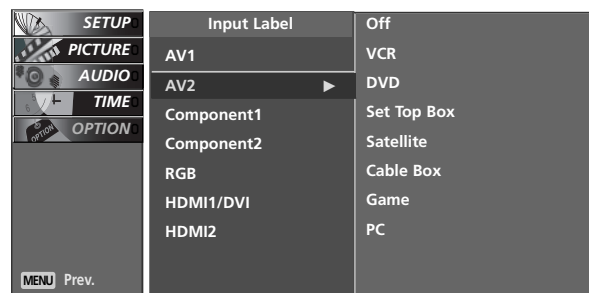 SETUP
PICTURE
AUDIO
TIME
OPTION
MENU Prev.
Input Label
AV1
AV2 ▶
Component1
Component2
RGB
HDMI1/DVI
HDMI2
Off
VCR
DVD
Set Top Box
Satellite
Cable Box
Game
PC